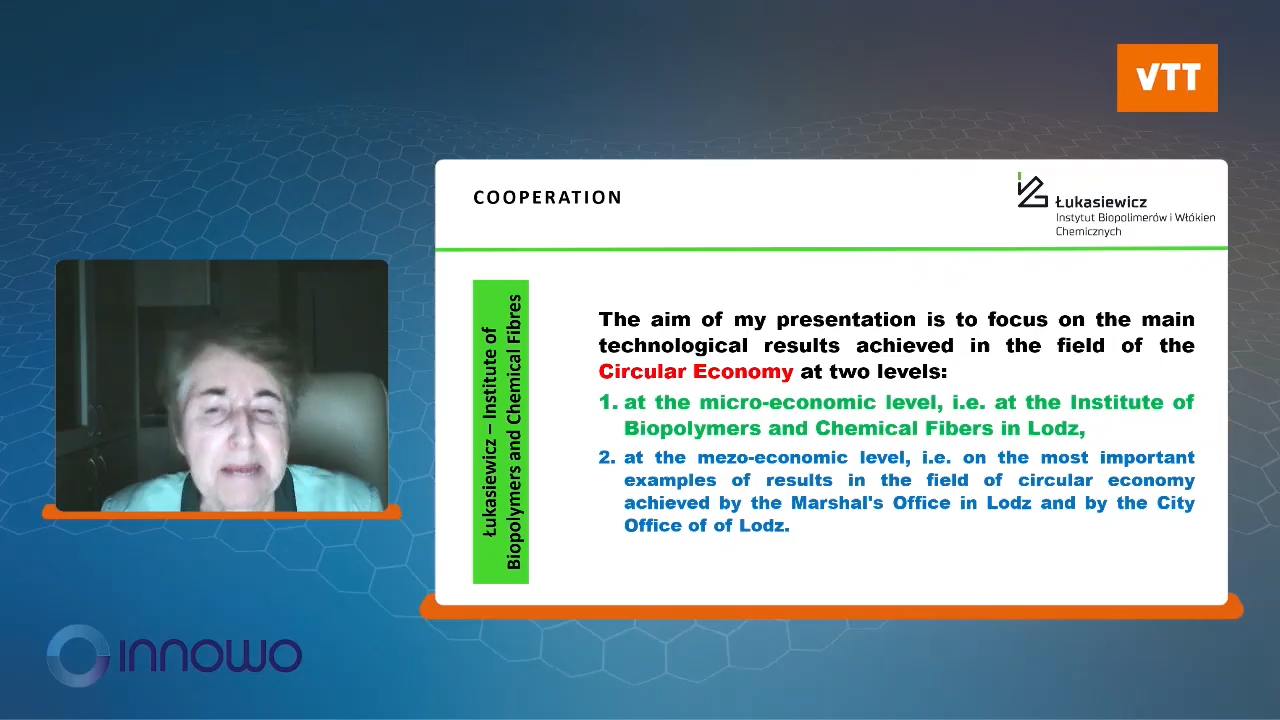 VTT
COOPERATION
Łukasiewicz
Instytut Biopolimerów i Włókien
Chemicznych
Łukasiewicz – Institute of
Biopolymers and Chemical Fibres
The aim of my presentation is to focus on the main
technological results achieved in the field of the
Circular Economy at two levels:
1. at the micro-economic level, i.e. at the Institute of
Biopolymers and Chemical Fibers in Lodz,
2. at the mezo-economic level, i.e. on the most important
examples of results in the field of circular economy
achieved by the Marshal's Office in Lodz and by the City
Office of of Lodz.
INNOWO